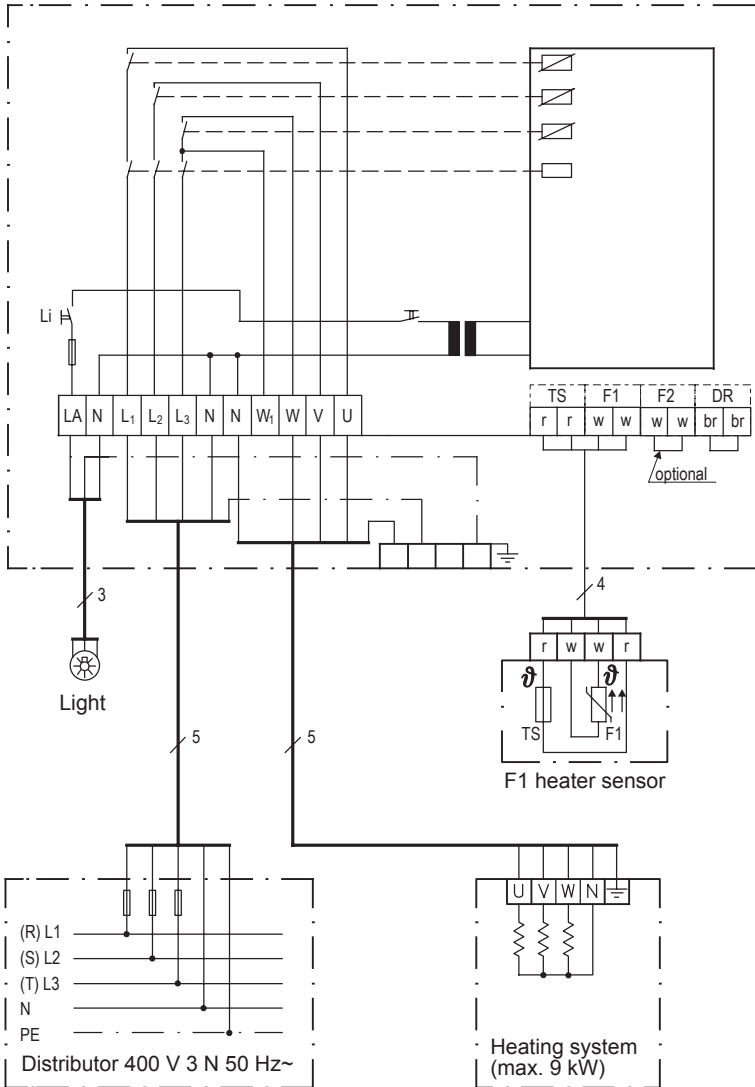 Li
LA N L1 L2 L3 N N W1 W V U
TS F1 F2 DR
r r w w w w br br
optional
3
4
Light
r w w r
ϑ ϑ
TS F1
F1 heater sensor
5 5
U V W N
(R) L1
(S) L2
(T) L3
N
PE
Distributor 400 V 3 N 50 Hz~
Heating system
(max. 9 kW)